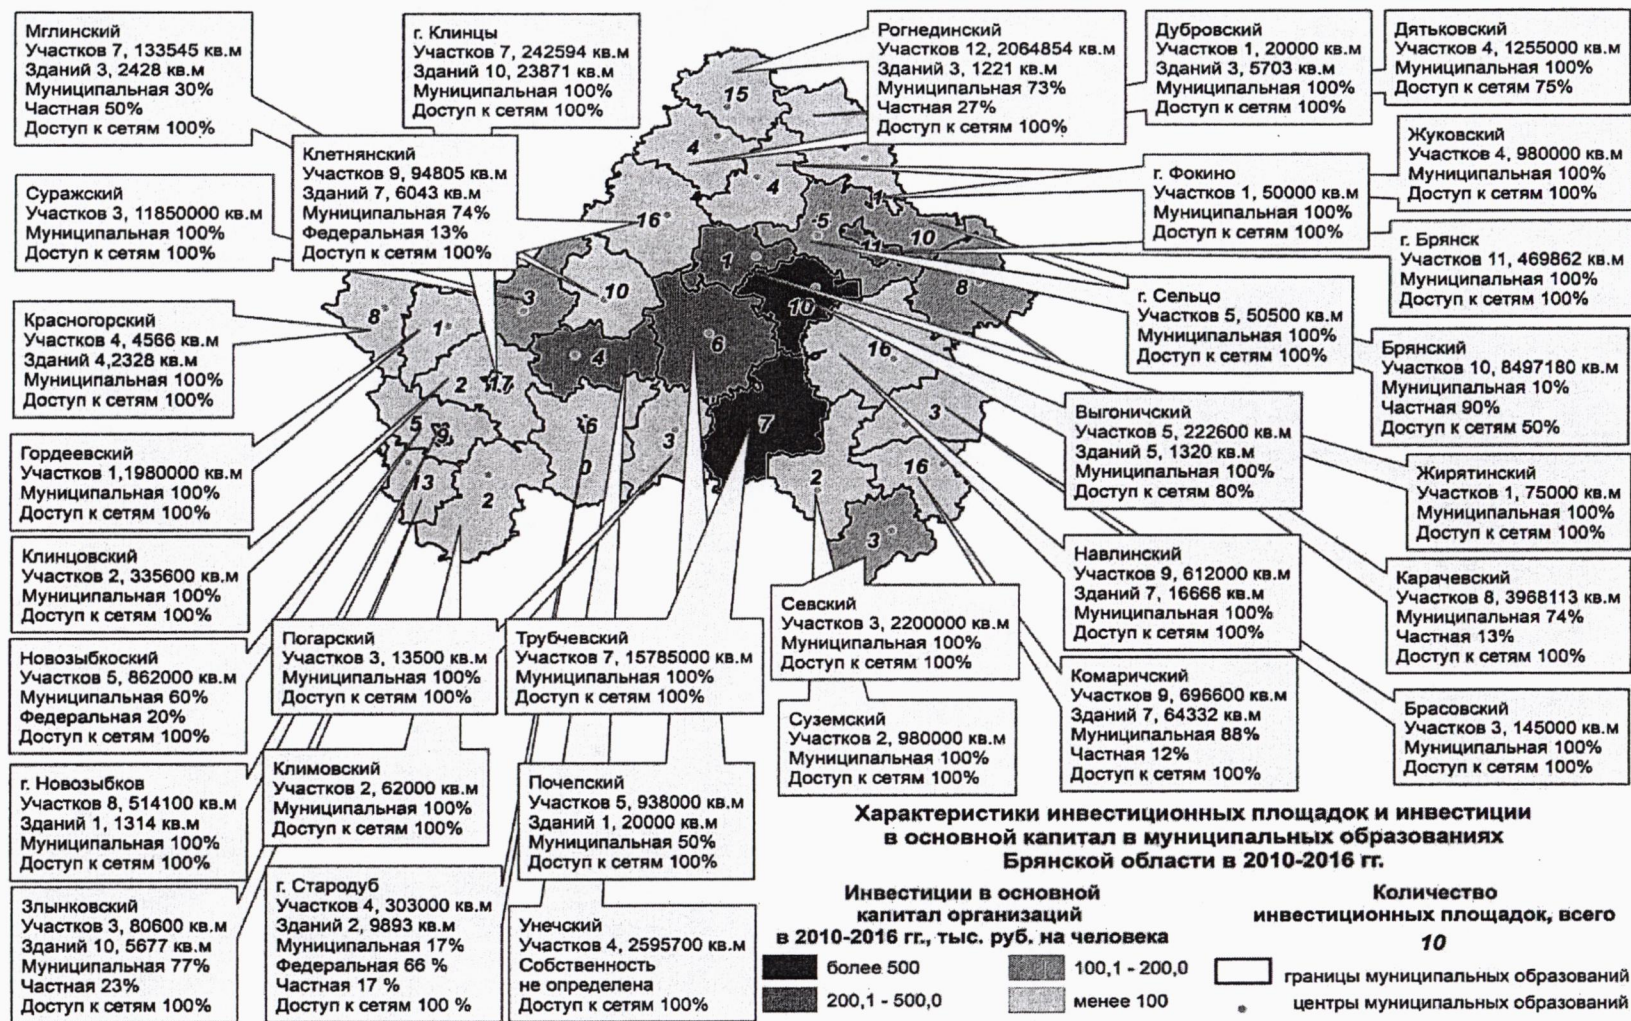 Мглинский
Участков 7, 133545 кв.м
Зданий 3, 2428 кв.м
Муниципальная 30%
Частная 50%
Доступ к сетям 100%
г. Клинцы
Участков 7, 242594 кв.м
Зданий 10, 23871 кв.м
Муниципальная 100%
Доступ к сетям 100%
Рогнединский
Участков 12, 2064854 кв.м
Зданий 3, 1221 кв.м
Муниципальная 73%
Частная 27%
Доступ к сетям 100%
Дубровский
Участков 1, 20000 кв.м
Зданий 3, 5703 кв.м
Муниципальная 100%
Доступ к сетям 100%
Дятьковский
Участков 4, 1255000 кв.м
Муниципальная 100%
Доступ к сетям 75%
Клетнянский
Участков 9, 94805 кв.м
Зданий 7, 6043 кв.м
Муниципальная 74%
Федеральная 13%
Доступ к сетям 100%
Жуковский
Участков 4, 980000 кв.м
Муниципальная 100%
Доступ к сетям 100%
Суражский
Участков 3, 11850000 кв.м
Муниципальная 100%
Доступ к сетям 100%
г. Фокино
Участков 1, 50000 кв.м
Муниципальная 100%
Доступ к сетям 100%
г. Брянск
Участков 11, 469862 кв.м
Муниципальная 100%
Доступ к сетям 100%
г. Сельцо
Участков 5, 50500 кв.м
Муниципальная 100%
Доступ к сетям 100%
Красногорский
Участков 4, 4566 кв.м
Зданий 4,2328 кв.м
Муниципальная 100%
Доступ к сетям 100%
Брянский
Участков 10, 8497180 кв.м
Муниципальная 10%
Частная 90%
Доступ к сетям 50%
15
4
4
16
1
5
11
10
1
10
8
3
10
8
1
4
6
16
2
17
7
3
5
9
6
0
3
13
2
2
16
3
Выгоничский
Участков 5, 222600 кв.м
Зданий 5, 1320 кв.м
Муниципальная 100%
Доступ к сетям 80%
Гордеевский
Участков 1,1980000 кв.м
Муниципальная 100%
Доступ к сетям 100%
Жирятинский
Участков 1, 75000 кв.м
Муниципальная 100%
Доступ к сетям 100%
Клинцовский
Участков 2, 335600 кв.м
Муниципальная 100%
Доступ к сетям 100%
Навлинский
Участков 9, 612000 кв.м
Зданий 7, 16666 кв.м
Муниципальная 100%
Доступ к сетям 100%
Карачевский
Участков 8, 3968113 кв.м
Муниципальная 74%
Частная 13%
Доступ к сетям 100%
Севский
Участков 3, 2200000 кв.м
Муниципальная 100%
Доступ к сетям 100%
Погарский
Участков 3, 13500 кв.м
Муниципальная 100%
Доступ к сетям 100%
Трубчевский
Участков 7, 15785000 кв.м
Муниципальная 100%
Доступ к сетям 100%
Новозыбкоский
Участков 5, 862000 кв.м
Муниципальная 60%
Федеральная 20%
Доступ к сетям 100%
Комаричский
Участков 9, 696600 кв.м
Зданий 7, 64332 кв.м
Муниципальная 88%
Частная 12%
Доступ к сетям 100%
Брасовский
Участков 3, 145000 кв.м
Муниципальная 100%
Доступ к сетям 100%
Суземский
Участков 2, 980000 кв.м
Муниципальная 100%
Доступ к сетям 100%
г. Новозыбков
Участков 8, 514100 кв.м
Зданий 1, 1314 кв.м
Муниципальная 100%
Доступ к сетям 100%
Климовский
Участков 2, 62000 кв.м
Муниципальная 100%
Доступ к сетям 100%
Почепский
Участков 5, 938000 кв.м
Зданий 1, 20000 кв.м
Муниципальная 50%
Доступ к сетям 100%
Злынковский
Участков 3, 80600 кв.м
Зданий 10, 5677 кв.м
Муниципальная 77%
Частная 23%
Доступ к сетям 100%
г. Стародуб
Участков 4, 303000 кв.м
Зданий 2, 9893 кв.м
Муниципальная 17%
Федеральная 66 %
Частная 17 %
Доступ к сетям 100 %
Унечский
Участков 4, 2595700 кв.м
Собственность
не определена
Доступ к сетям 100%
Характеристики инвестиционных площадок и инвестиции
в основной капитал в муниципальных образованиях
Брянской области в 2010-2016 гг.
Инвестиции в основной
капитал организаций
в 2010-2016 гг., тыс. руб. на человека
более 500
200,1 - 500,0
100,1 - 200,0
менее 100
Количество
инвестиционных площадок, всего
10
границы муниципальных образований
центры муниципальных образований